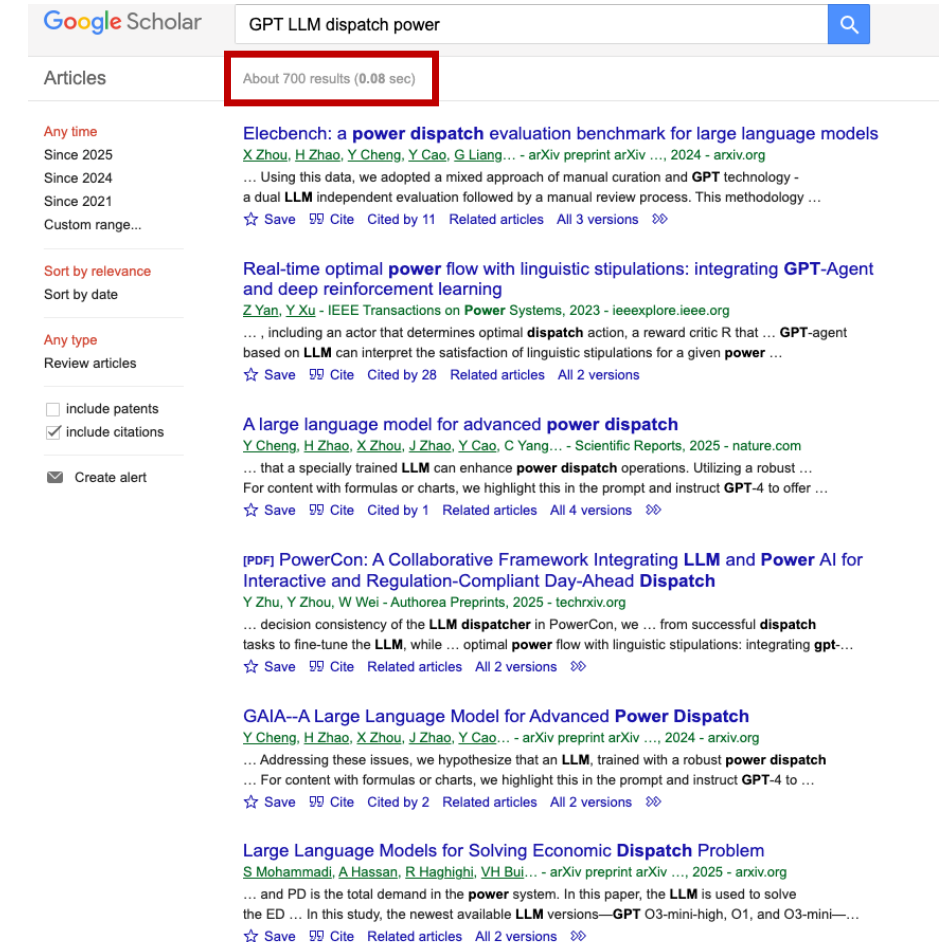 Google Scholar
GPT LLM dispatch power
Articles
About 700 results (0.08 sec)
Any time
Since 2025
Since 2024
Since 2021
Custom range...
Sort by relevance
Sort by date
Any type
Review articles
include patents
include citations
Create alert
Elecbench: a power dispatch evaluation benchmark for large language models
X Zhou, H Zhao, Y Cheng, Y Cao, G Liang… - arXiv preprint arXiv …, 2024 - arxiv.org
… Using this data, we adopted a mixed approach of manual curation and GPT technology -
a dual LLM independent evaluation followed by a manual review process. This methodology …
Save Cite Cited by 11 Related articles All 3 versions
Real-time optimal power flow with linguistic stipulations: integrating GPT-Agent
and deep reinforcement learning
Z Yan, Y Xu - IEEE Transactions on Power Systems, 2023 - ieeexplore.ieee.org
… , including an actor that determines optimal dispatch action, a reward critic R that … GPT-agent
based on LLM can interpret the satisfaction of linguistic stipulations for a given power …
Save Cite Cited by 28 Related articles All 2 versions
A large language model for advanced power dispatch
Y Cheng, H Zhao, X Zhou, J Zhao, Y Cao, C Yang… - Scientific Reports, 2025 - nature.com
… that a specially trained LLM can enhance power dispatch operations. Utilizing a robust …
For content with formulas or charts, we highlight this in the prompt and instruct GPT-4 to offer …
Save Cite Cited by 1 Related articles All 4 versions
[PDF] PowerCon: A Collaborative Framework Integrating LLM and Power AI for
Interactive and Regulation-Compliant Day-Ahead Dispatch
Y Zhu, Y Zhou, W Wei - Authorea Preprints, 2025 - techrxiv.org
… decision consistency of the LLM dispatcher in PowerCon, we … from successful dispatch
tasks to fine-tune the LLM, while … optimal power flow with linguistic stipulations: integrating gpt-…
Save Cite Related articles All 2 versions
GAIA--A Large Language Model for Advanced Power Dispatch
Y Cheng, H Zhao, X Zhou, J Zhao, Y Cao… - arXiv preprint arXiv …, 2024 - arxiv.org
… Addressing these issues, we hypothesize that an LLM, trained with a robust power dispatch
… For content with formulas or charts, we highlight this in the prompt and instruct GPT-4 to …
Save Cite Cited by 2 Related articles All 2 versions
Large Language Models for Solving Economic Dispatch Problem
S Mohammadi, A Hassan, R Haghighi, VH Bui… - arXiv preprint arXiv …, 2025 - arxiv.org
… and PD is the total demand in the power system. In this paper, the LLM is used to solve
the ED … In this study, the newest available LLM versions—GPT O3-mini-high, O1, and O3-mini—…
Save Cite Related articles All 2 versions